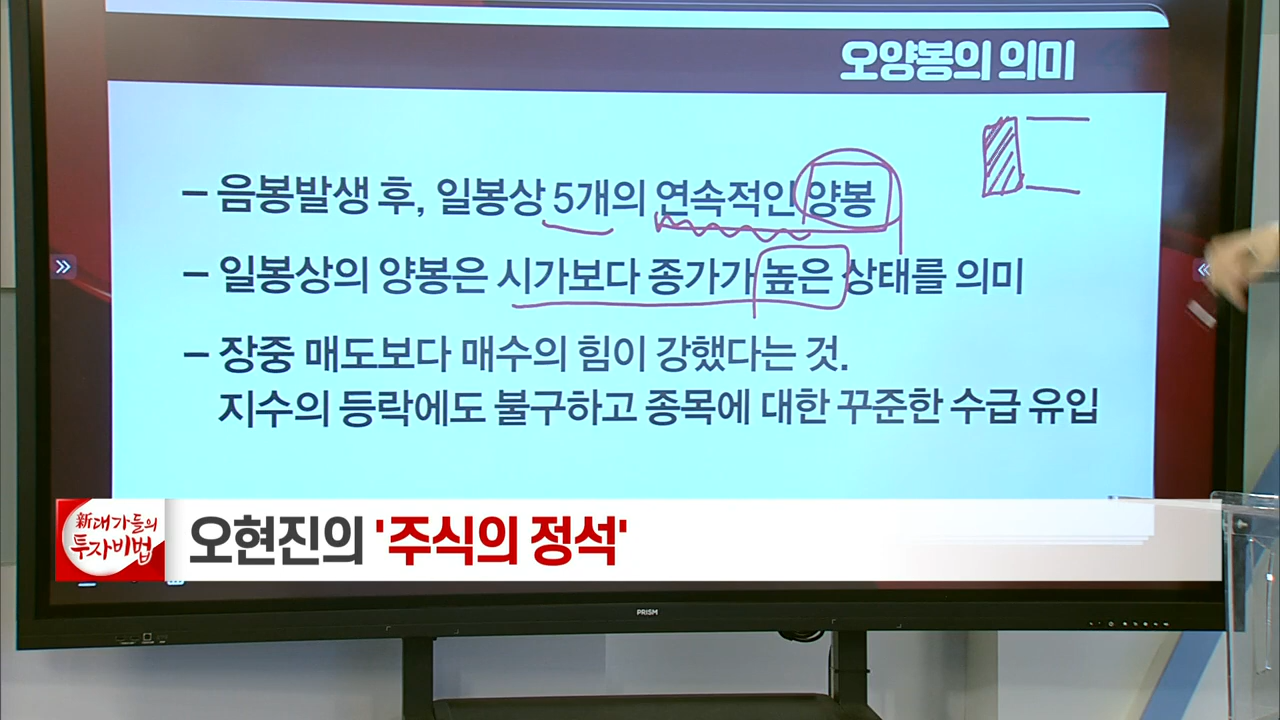 오양봉의 의미
– 음봉발생 후, 일봉상 5개의 연속적인 양봉
– 일봉상의 양봉은 시가보다 종가가 높은 상태를 의미
– 장중 매도보다 매수의 힘이 강했다는 것.
지수의 등락에도 불구하고 종목에 대한 꾸준한 수급 유입
新대가들의
투자비법
오현진의 '주식의 정석'
PRISM